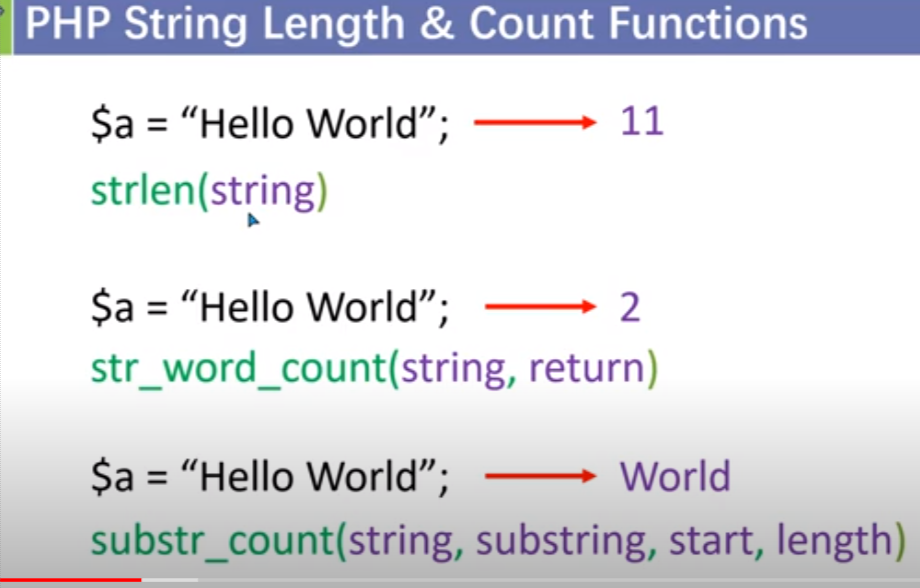 PHP String Length & Count Functions
$a = “Hello World”; 11
strlen(string)
$a = “Hello World”; 2
str_word_count(string, return)
$a = “Hello World”; World
substr_count(string, substring, start, length)